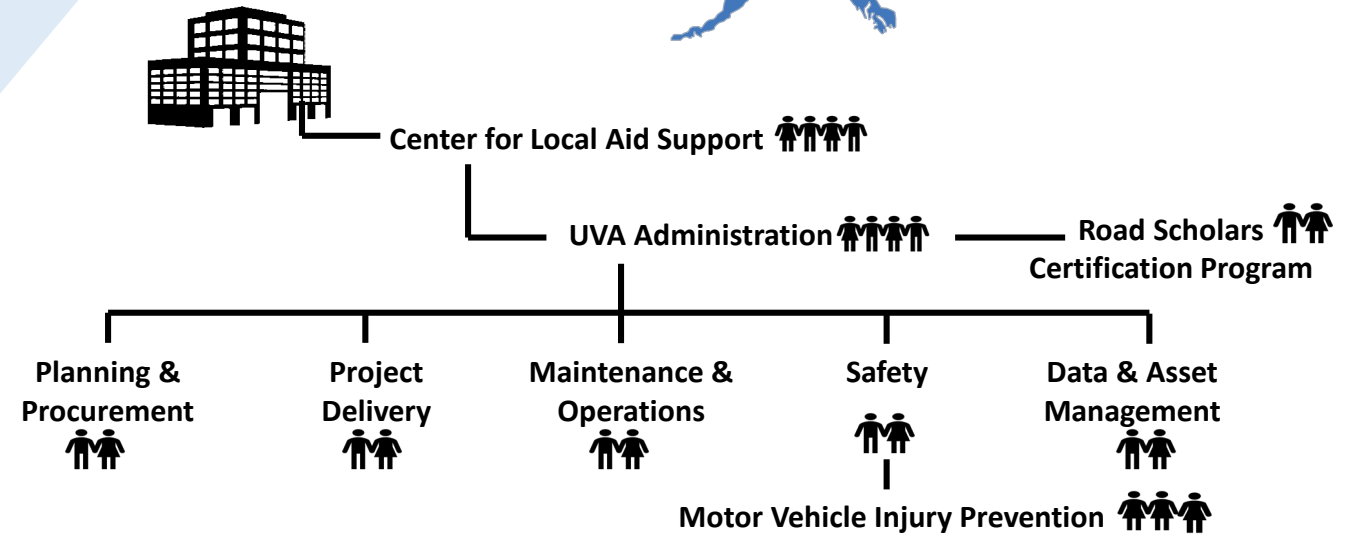 Center for Local Aid Support
UVA Administration
Road Scholars
Certification Program
Planning &
Procurement
Project
Delivery
Maintenance &
Operations
Safety
Data & Asset
Management
Motor Vehicle Injury Prevention